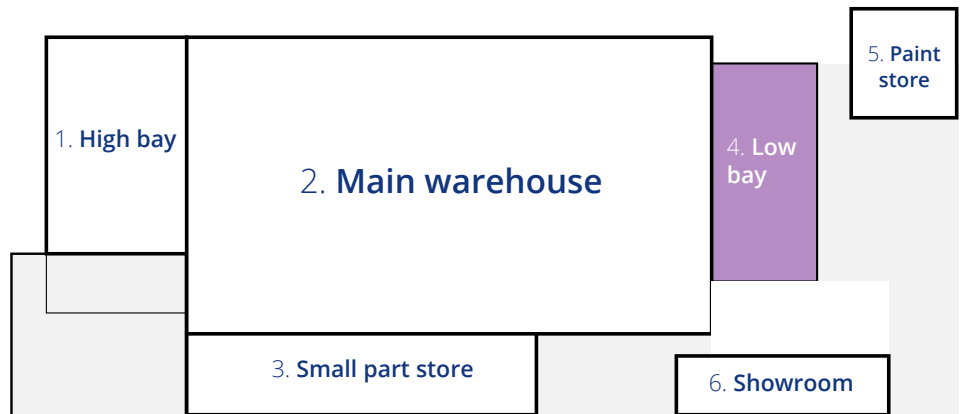 1. High bay
2. Main warehouse
3. Small part store
4. Low
bay
5. Paint
store
6. Showroom